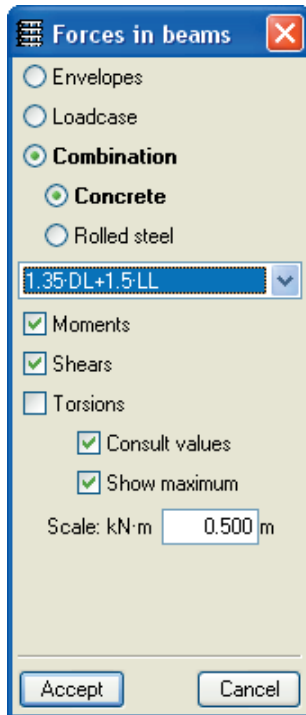 Forces in beams
Envelopes
Loadcase
Combination
Concrete
Rolled steel
1.35·DL+1.5·LL
Moments
Shears
Torsions
Consult values
Show maximum
Scale: kN·m 0.500 m
Accept Cancel